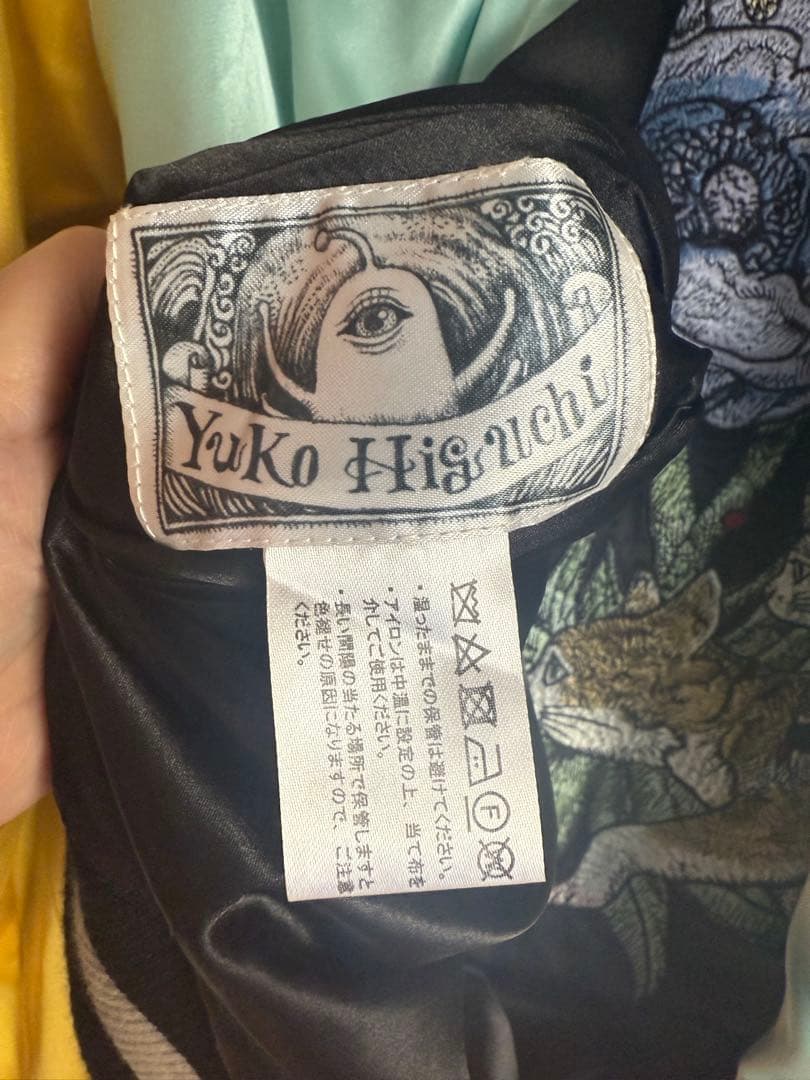 Yuko Higuchi
・湿ったままでの保管は避けてください。
・アイロンは中温に設定の上、当て布を
介してご使用ください。
・長い間陽の当たる場所で保管しますと
色褪せの原因になりますので、ご注意
ください。
F
W